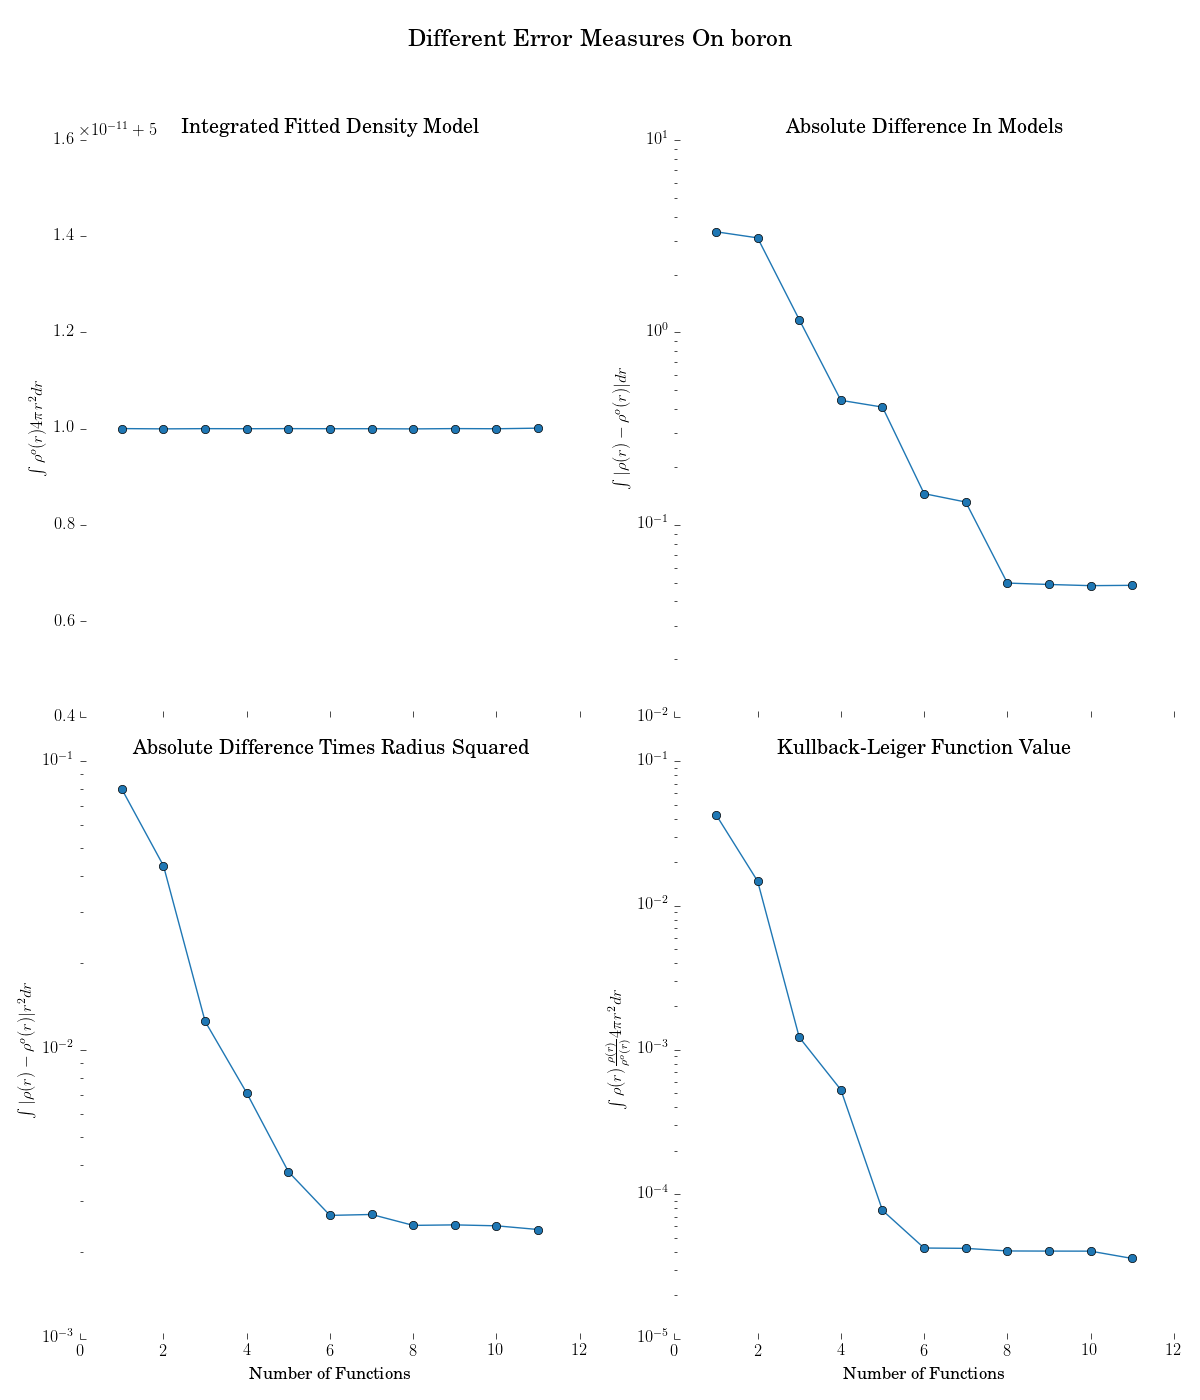 Different Error Measures On boron
Integrated Fitted Density Model
×10⁻¹¹ + 5
1.6
1.4
1.2
1.0
0.8
0.6
0.4
∫ ρᵒ(r)4πr²dr
Absolute Difference In Models
10¹
10⁰
10⁻¹
10⁻²
∫ |ρ(r) − ρᵒ(r)|dr
Absolute Difference Times Radius Squared
10⁻¹
10⁻²
10⁻³
∫ |ρ(r) − ρᵒ(r)|r²dr
0 2 4 6 8 10 12
Number of Functions
Kullback-Leiger Function Value
10⁻¹
10⁻²
10⁻³
10⁻⁴
10⁻⁵
∫ ρ(r) ρ(r)/ρᵒ(r) 4πr²dr
0 2 4 6 8 10 12
Number of Functions